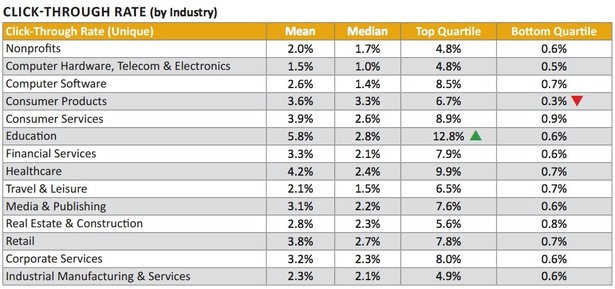 CLICK-THROUGH RATE (by Industry)
Click-Through Rate (Unique) Mean Median Top Quartile Bottom Quartile
Nonprofits 2.0% 1.7% 4.8% 0.6%
Computer Hardware, Telecom & Electronics 1.5% 1.0% 4.8% 0.5%
Computer Software 2.6% 1.4% 8.5% 0.7%
Consumer Products 3.6% 3.3% 6.7% 0.3%
Consumer Services 3.9% 2.6% 8.9% 0.9%
Education 5.8% 2.8% 12.8% 0.6%
Financial Services 3.3% 2.1% 7.9% 0.6%
Healthcare 4.2% 2.4% 9.9% 0.7%
Travel & Leisure 2.1% 1.5% 6.5% 0.7%
Media & Publishing 3.1% 2.2% 7.6% 0.6%
Real Estate & Construction 2.8% 2.3% 5.6% 0.8%
Retail 3.8% 2.7% 7.8% 0.7%
Corporate Services 3.2% 2.3% 8.0% 0.6%
Industrial Manufacturing & Services 2.3% 2.1% 4.9% 0.6%